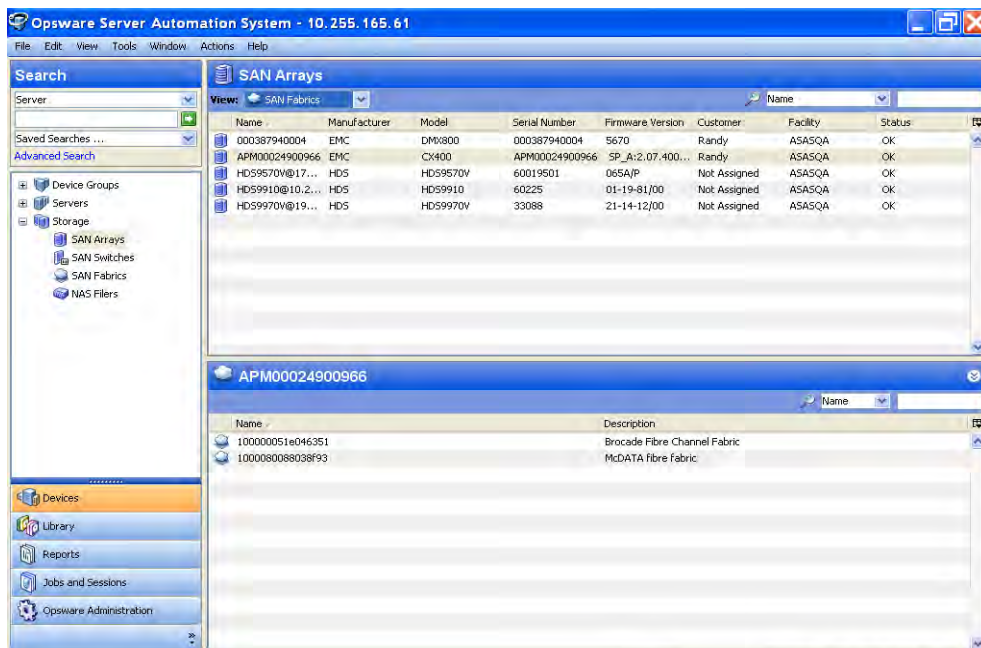 Opsware Server Automation System - 10.255.165.61
File Edit View Tools Window Actions Help
Search
Server
Saved Searches ...
Advanced Search
Device Groups
Servers
Storage
SAN Arrays
SAN Switches
SAN Fabrics
NAS Filers
Devices
Library
Reports
Jobs and Sessions
Opsware Administration
SAN Arrays
View: SAN Fabrics Name
Name Manufacturer Model Serial Number Firmware Version Customer Facility Status
000387940004 EMC DMX800 000387940004 5670 Randy ASASQA OK
APM00024900966 EMC CX400 APM00024900966 SP_A:2.07.400... Randy ASASQA OK
HDS9570V@17... HDS HDS9570V 60019501 065A/P Not Assigned ASASQA OK
HDS9910@10.2... HDS HDS9910 60225 01-19-81/00 Not Assigned ASASQA OK
HDS9970V@19... HDS HDS9970V 33088 21-14-12/00 Not Assigned ASASQA OK
APM00024900966
Name
Name Description
100000051e046351 Brocade Fibre Channel Fabric
1000080088038f93 McDATA fibre fabric